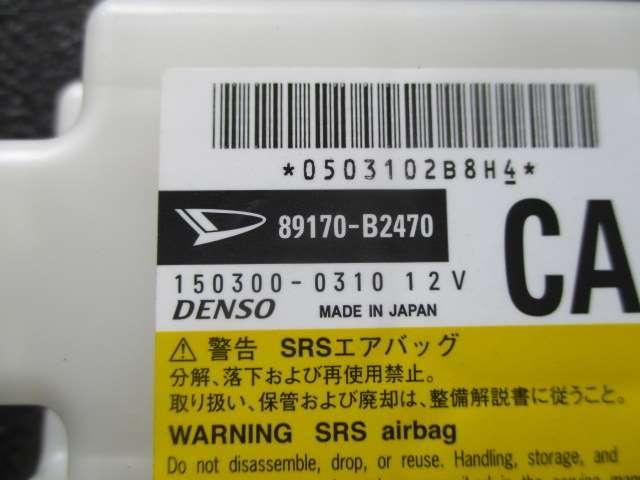 *0503102B8H4*
89170-B2470
CA
150300-0310 12V
DENSO MADE IN JAPAN
⚠ 警告 SRSエアバッグ
分解、落下および再使用禁止。
取り扱い、保管および廃却は、整備解説書に従うこと。
WARNING SRS airbag
Do not disassemble, drop, or reuse. Handling, storage, and